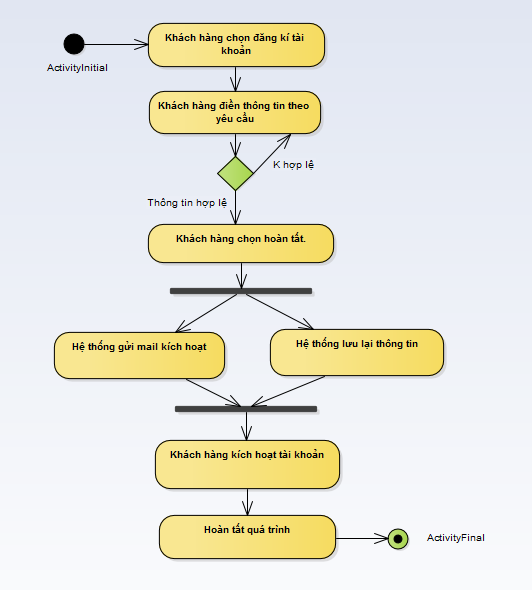 Khách hàng chọn đăng kí tài
khoản
ActivityInitial
Khách hàng điền thông tin theo
yêu cầu
K hợp lệ
Thông tin hợp lệ
Khách hàng chọn hoàn tất.
Hệ thống gửi mail kích hoạt
Hệ thống lưu lại thông tin
Khách hàng kích hoạt tài khoản
Hoàn tất quá trình
ActivityFinal